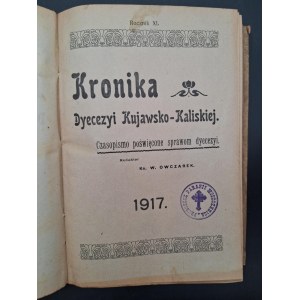 Rocznik XI.
Kronika
Dyecezyi Kujawsko-Kaliskiej.
Czasopismo poświęcone sprawom dyecezyi.
Redaktor
Ks. W. OWCZAREK.
1917.